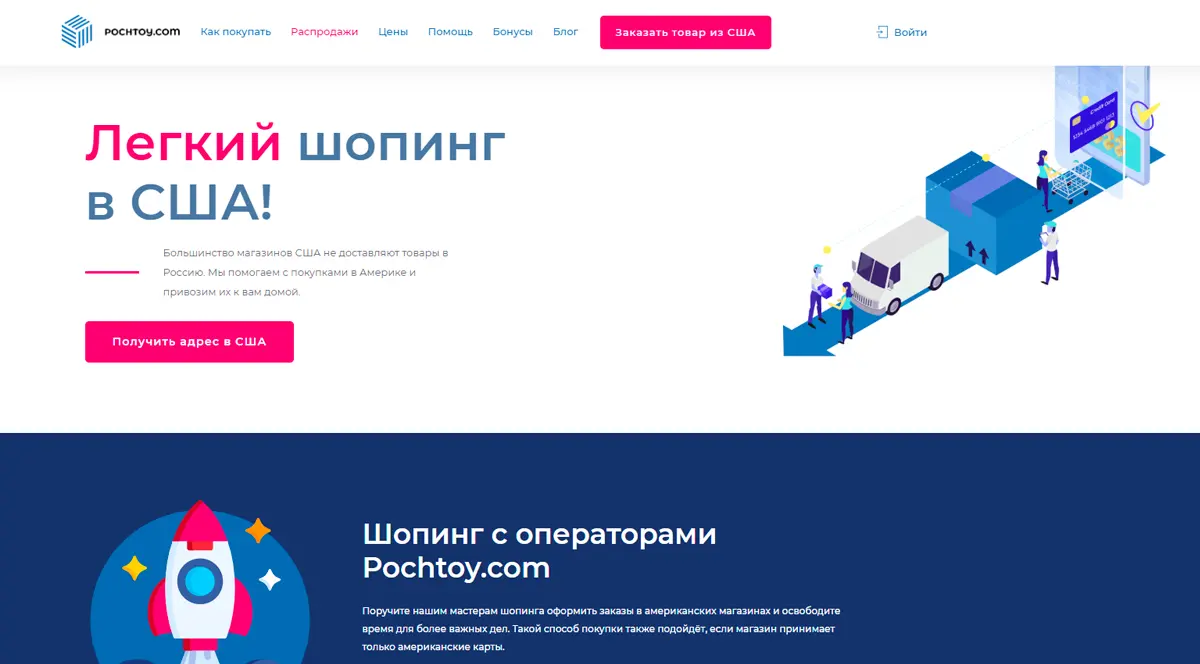 POCHTOY.COM Как покупать Распродажи Цены Помощь Бонусы Блог Заказать товар из США Войти
Легкий шопинг
в США!
Большинство магазинов США не доставляют товары в
Россию. Мы помогаем с покупками в Америке и
привозим их к вам домой.
Получить адрес в США
Credit Card
Шопинг с операторами
Pochtoy.com
Поручите нашим мастерам шопинга оформить заказы в американских магазинах и освободите
время для более важных дел. Такой способ покупки также подойдёт, если магазин принимает
только американские карты.